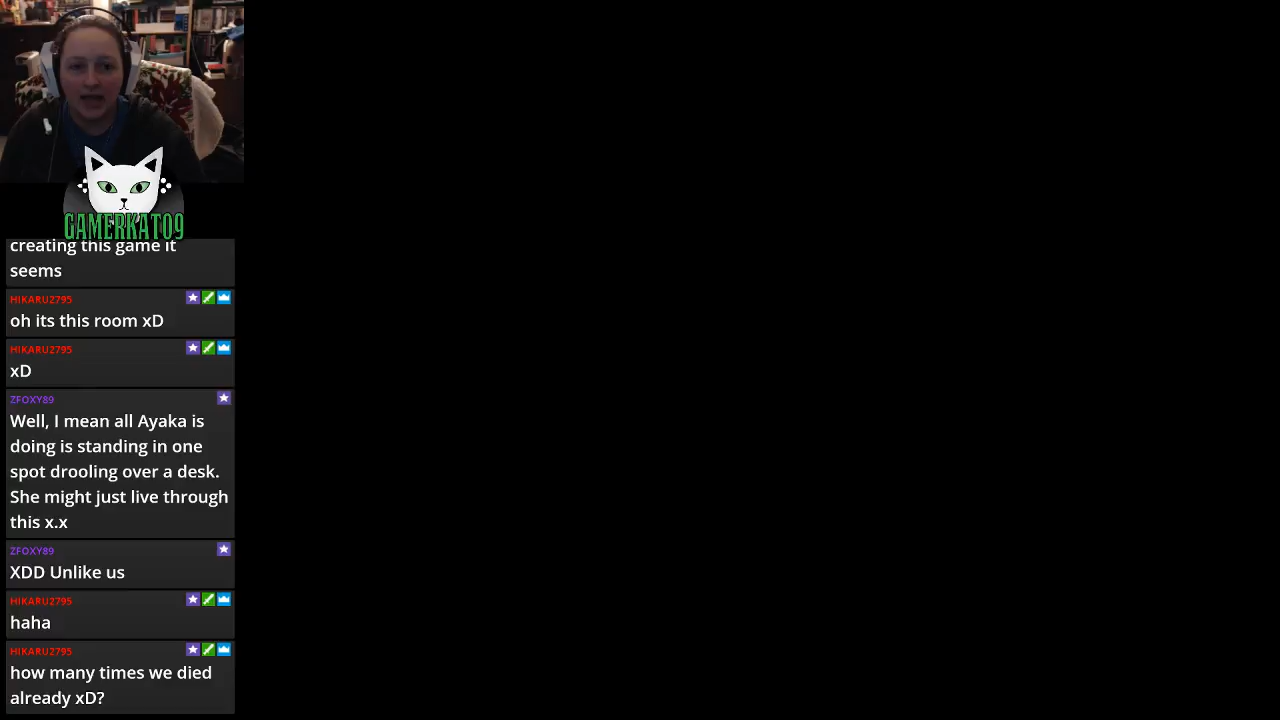 GAMERKAT09
creating this game it
seems
HIKARU2795
oh its this room xD
HIKARU2795
xD
ZFOXY89
Well, I mean all Ayaka is
doing is standing in one
spot drooling over a desk.
She might just live through
this x.x
ZFOXY89
XDD Unlike us
HIKARU2795
haha
HIKARU2795
how many times we died
already xD?